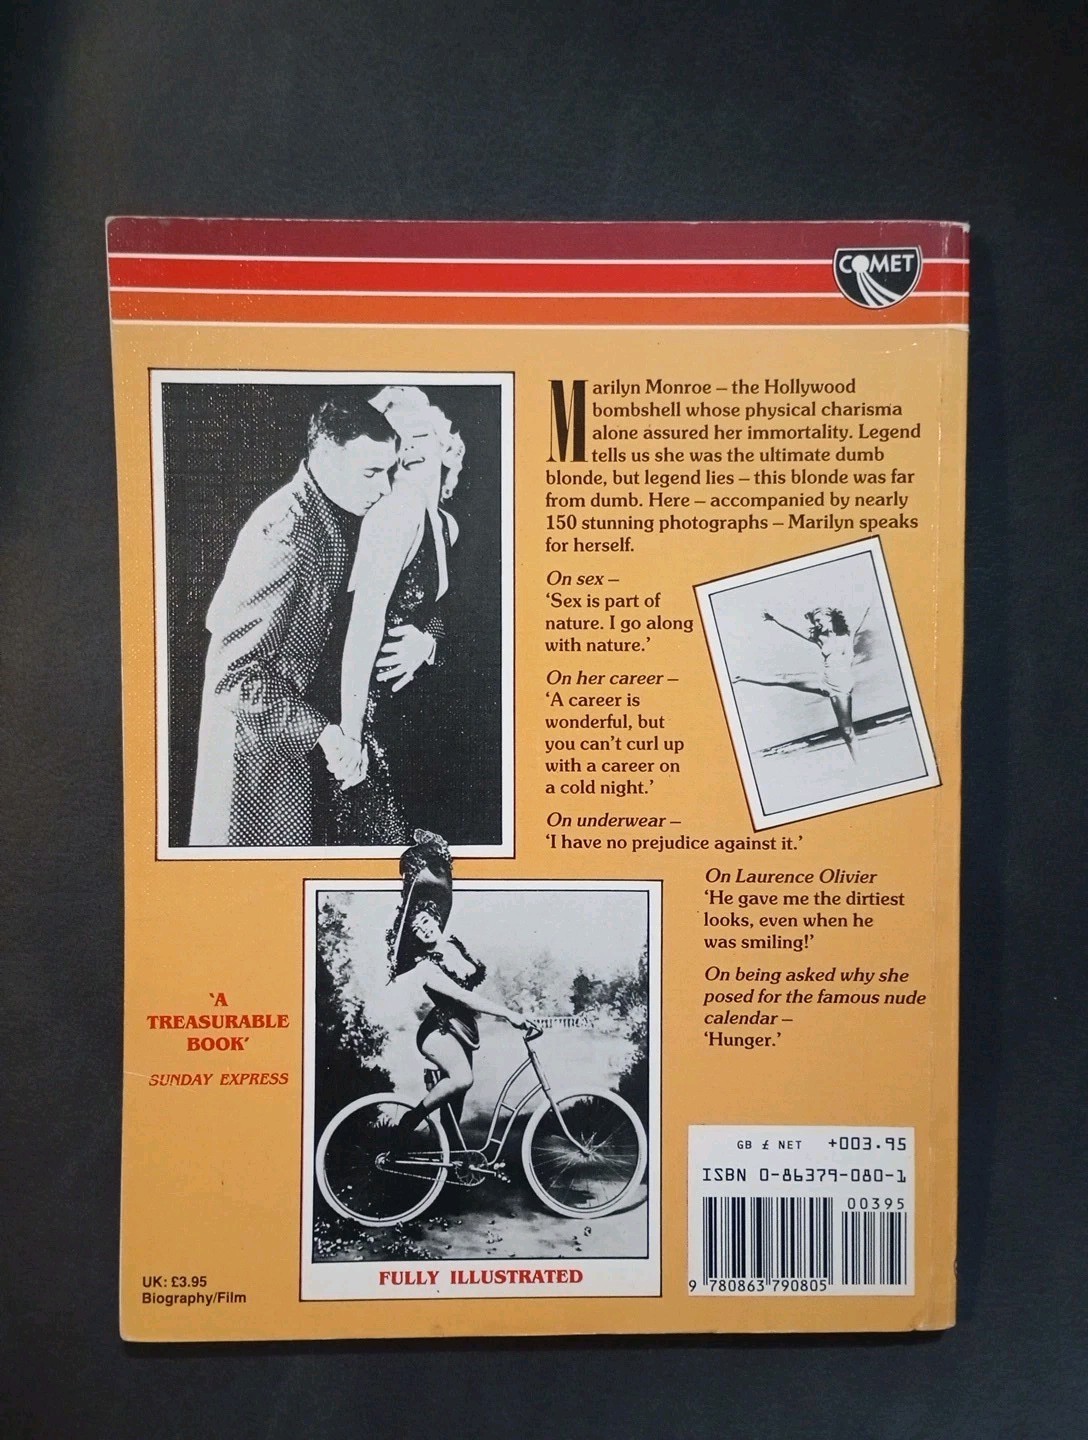 COMET
Marilyn Monroe – the Hollywood
bombshell whose physical charisma
alone assured her immortality. Legend
tells us she was the ultimate dumb
blonde, but legend lies – this blonde was far
from dumb. Here – accompanied by nearly
150 stunning photographs – Marilyn speaks
for herself.
On sex –
‘Sex is part of
nature. I go along
with nature.’
On her career –
‘A career is
wonderful, but
you can’t curl up
with a career on
a cold night.’
On underwear –
‘I have no prejudice against it.’
On Laurence Olivier
‘He gave me the dirtiest
looks, even when he
was smiling!’
On being asked why she
posed for the famous nude
calendar –
‘Hunger.’
‘A
TREASURABLE
BOOK’
SUNDAY EXPRESS
FULLY ILLUSTRATED
UK: £3.95
Biography/Film
GB £ NET +003.95
ISBN 0-86379-080-1
00395
9 780863 790805